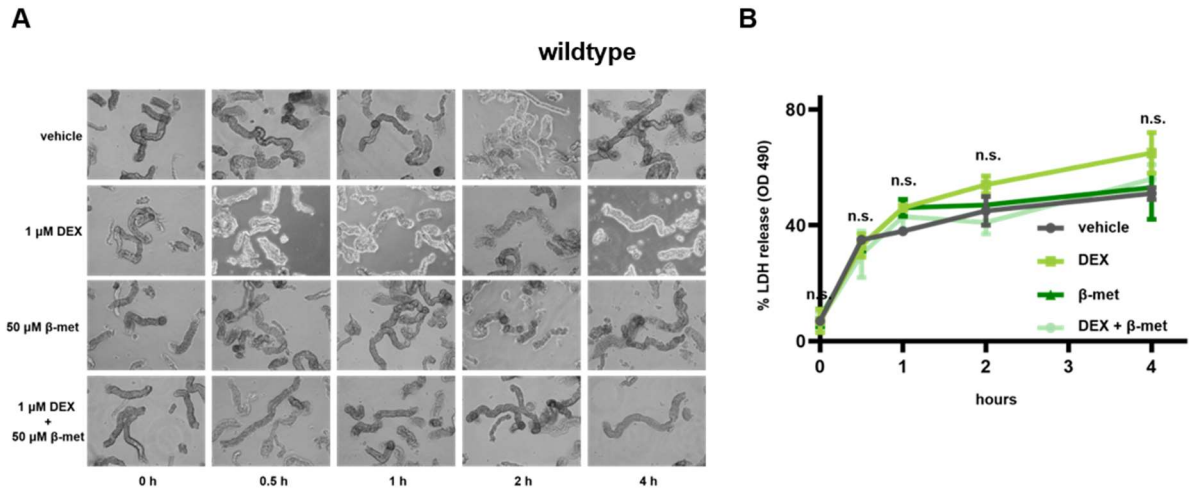 A
B
wildtype
vehicle
1 µM DEX
50 µM β-met
1 µM DEX
+
50 µM β-met
0 h
0.5 h
1 h
2 h
4 h
% LDH release (OD 490)
80
40
0
n.s.
n.s.
n.s.
n.s.
n.s.
vehicle
DEX
β-met
DEX + β-met
0
1
2
3
4
hours